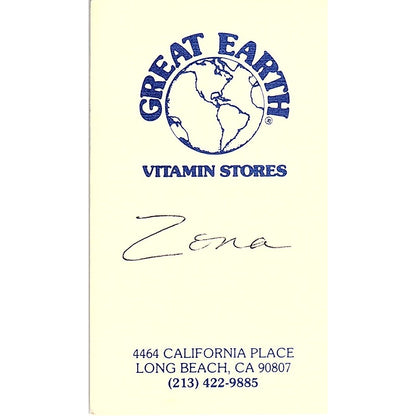 GREAT EARTH®
VITAMIN STORES
Zona
4464 CALIFORNIA PLACE
LONG BEACH, CA 90807
(213) 422-9885